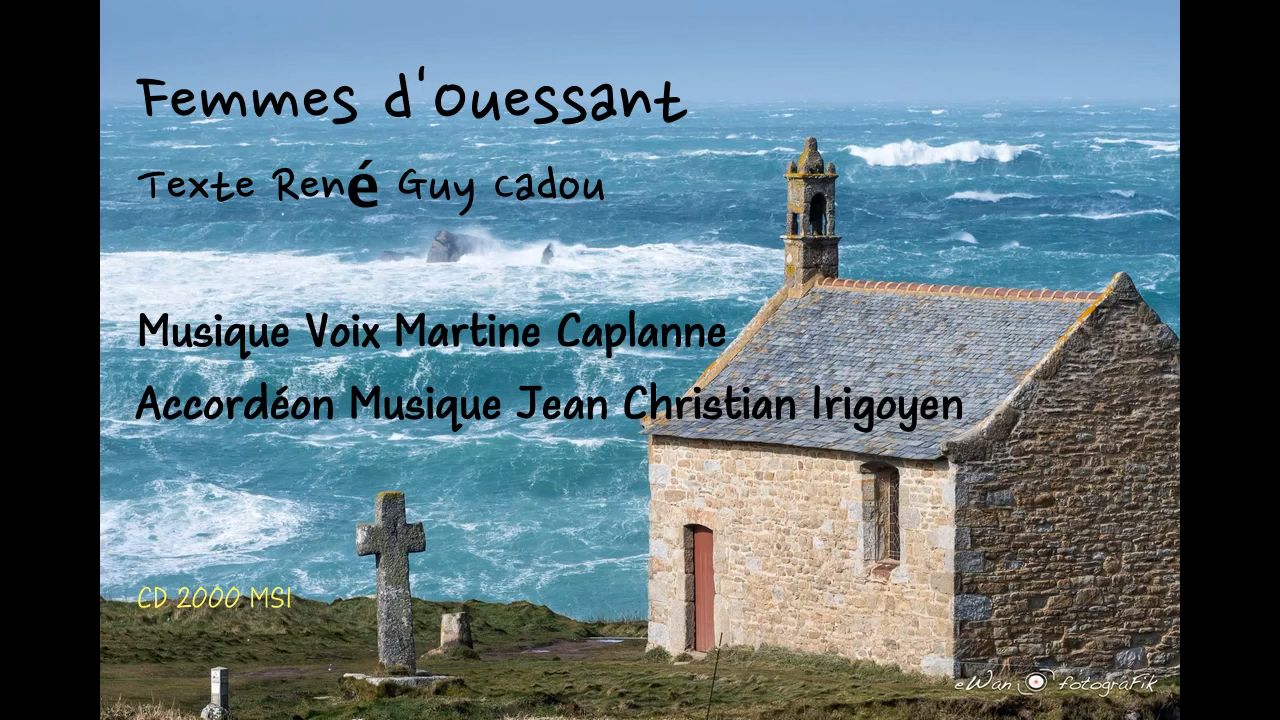 Femmes d'ouessant
Texte René Guy cadou
Musique Voix Martine Caplanne
Accordéon Musique Jean Christian Irigoyen
CD 2000 MSI
eWan fotograFik